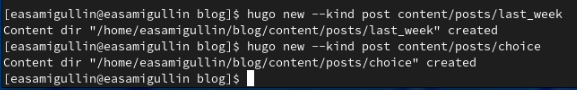 [easamigullin@easamigullin blog]$ hugo new --kind post content/posts/last_week
Content dir "/home/easamigullin/blog/content/posts/last_week" created
[easamigullin@easamigullin blog]$ hugo new --kind post content/posts/choice
Content dir "/home/easamigullin/blog/content/posts/choice" created
[easamigullin@easamigullin blog]$